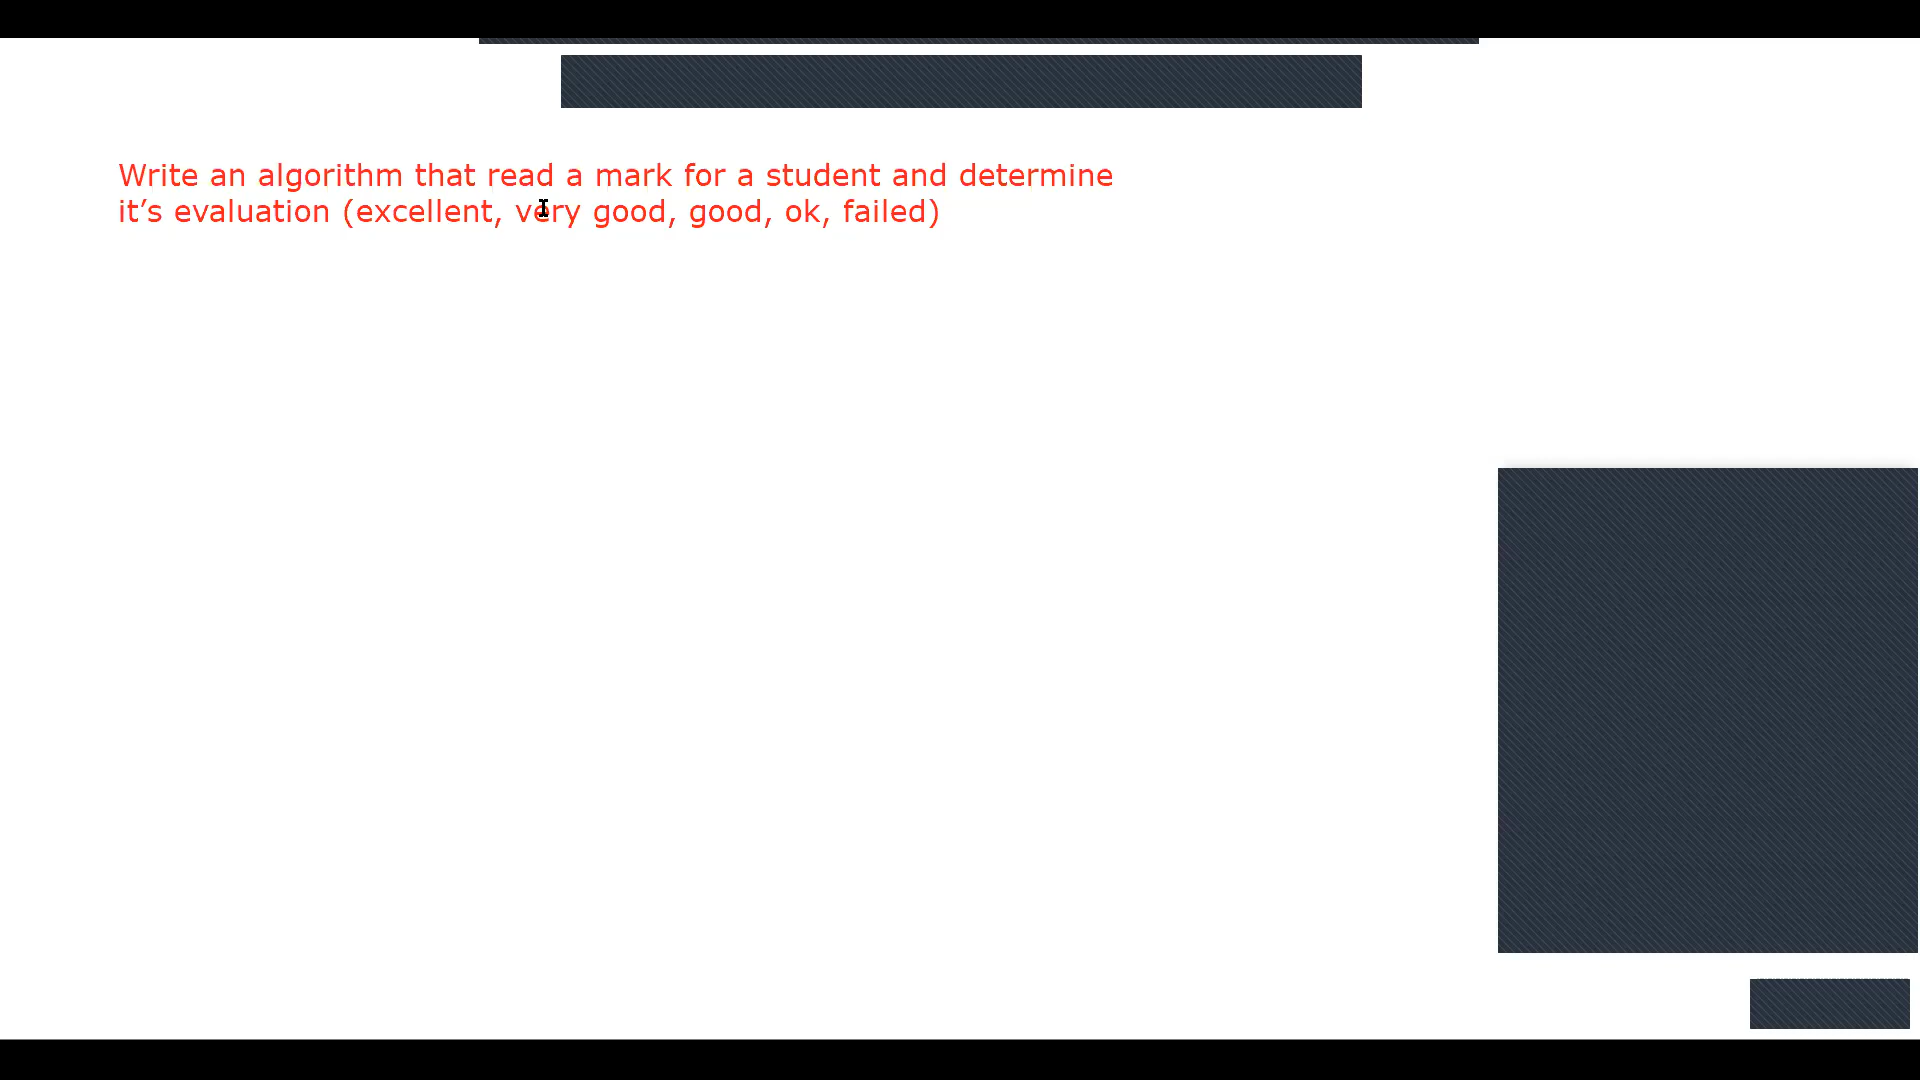 Write an algorithm that read a mark for a student and determine
it’s evaluation (excellent, very good, good, ok, failed)